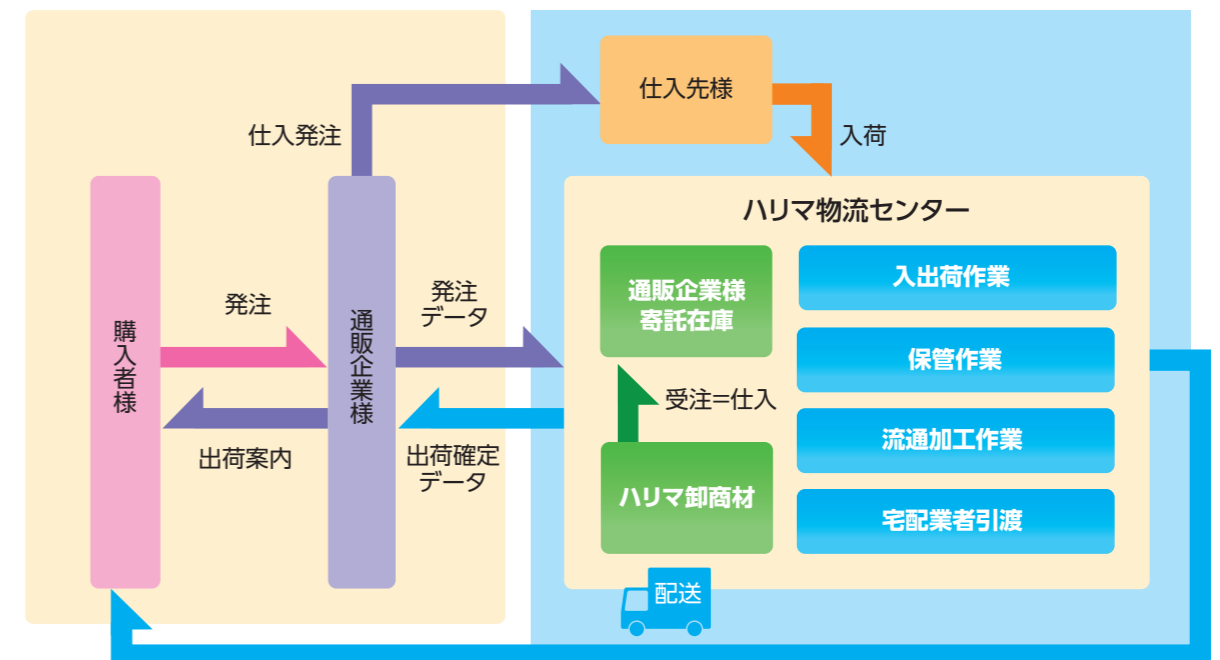 仕入先様
仕入発注
入荷
ハリマ物流センター
購入者様
発注
出荷案内
通販企業様
発注
データ
出荷確定
データ
通販企業様
寄託在庫
受注=仕入
ハリマ卸商材
入出荷作業
保管作業
流通加工作業
宅配業者引渡
配送